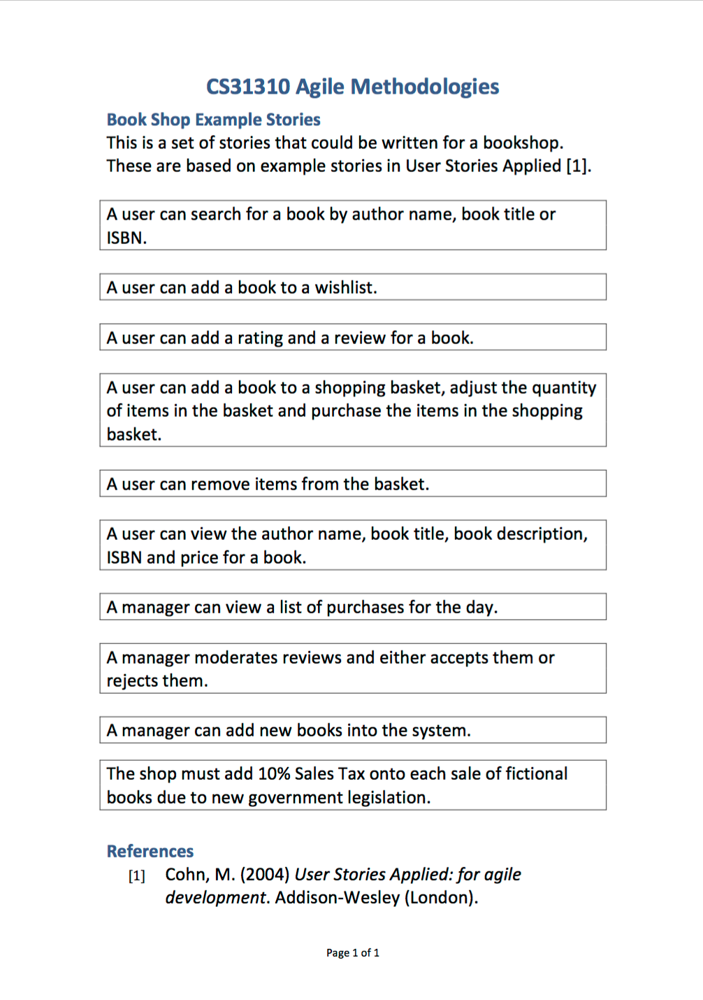 CS31310 Agile Methodologies
Book Shop Example Stories
This is a set of stories that could be written for a bookshop.
These are based on example stories in User Stories Applied [1].
A user can search for a book by author name, book title or
ISBN.
A user can add a book to a wishlist.
A user can add a rating and a review for a book.
A user can add a book to a shopping basket, adjust the quantity
of items in the basket and purchase the items in the shopping
basket.
A user can remove items from the basket.
A user can view the author name, book title, book description,
ISBN and price for a book.
A manager can view a list of purchases for the day.
A manager moderates reviews and either accepts them or
rejects them.
A manager can add new books into the system.
The shop must add 10% Sales Tax onto each sale of fictional
books due to new government legislation.
References
[1] Cohn, M. (2004) User Stories Applied: for agile
development. Addison-Wesley (London).
Page 1 of 1